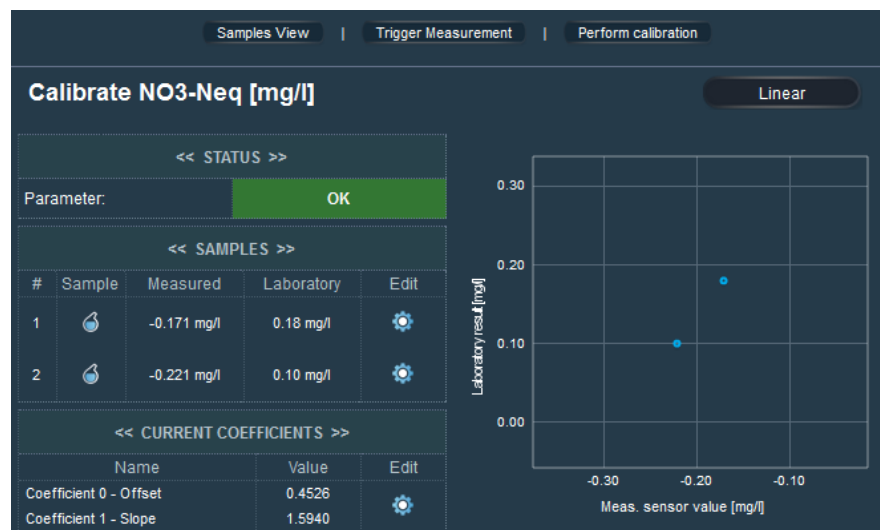 Samples View | Trigger Measurement | Perform calibration
Calibrate NO3-Neq [mg/l]
Linear
<< STATUS >>
Parameter: OK
<< SAMPLES >>
# Sample Measured Laboratory Edit
1 -0.171 mg/l 0.18 mg/l
2 -0.221 mg/l 0.10 mg/l
<< CURRENT COEFFICIENTS >>
Name Value Edit
Coefficient 0 - Offset 0.4526
Coefficient 1 - Slope 1.5940
Laboratory result [mg/l]
0.30
0.20
0.10
0.00
-0.30 -0.20 -0.10
Meas. sensor value [mg/l]